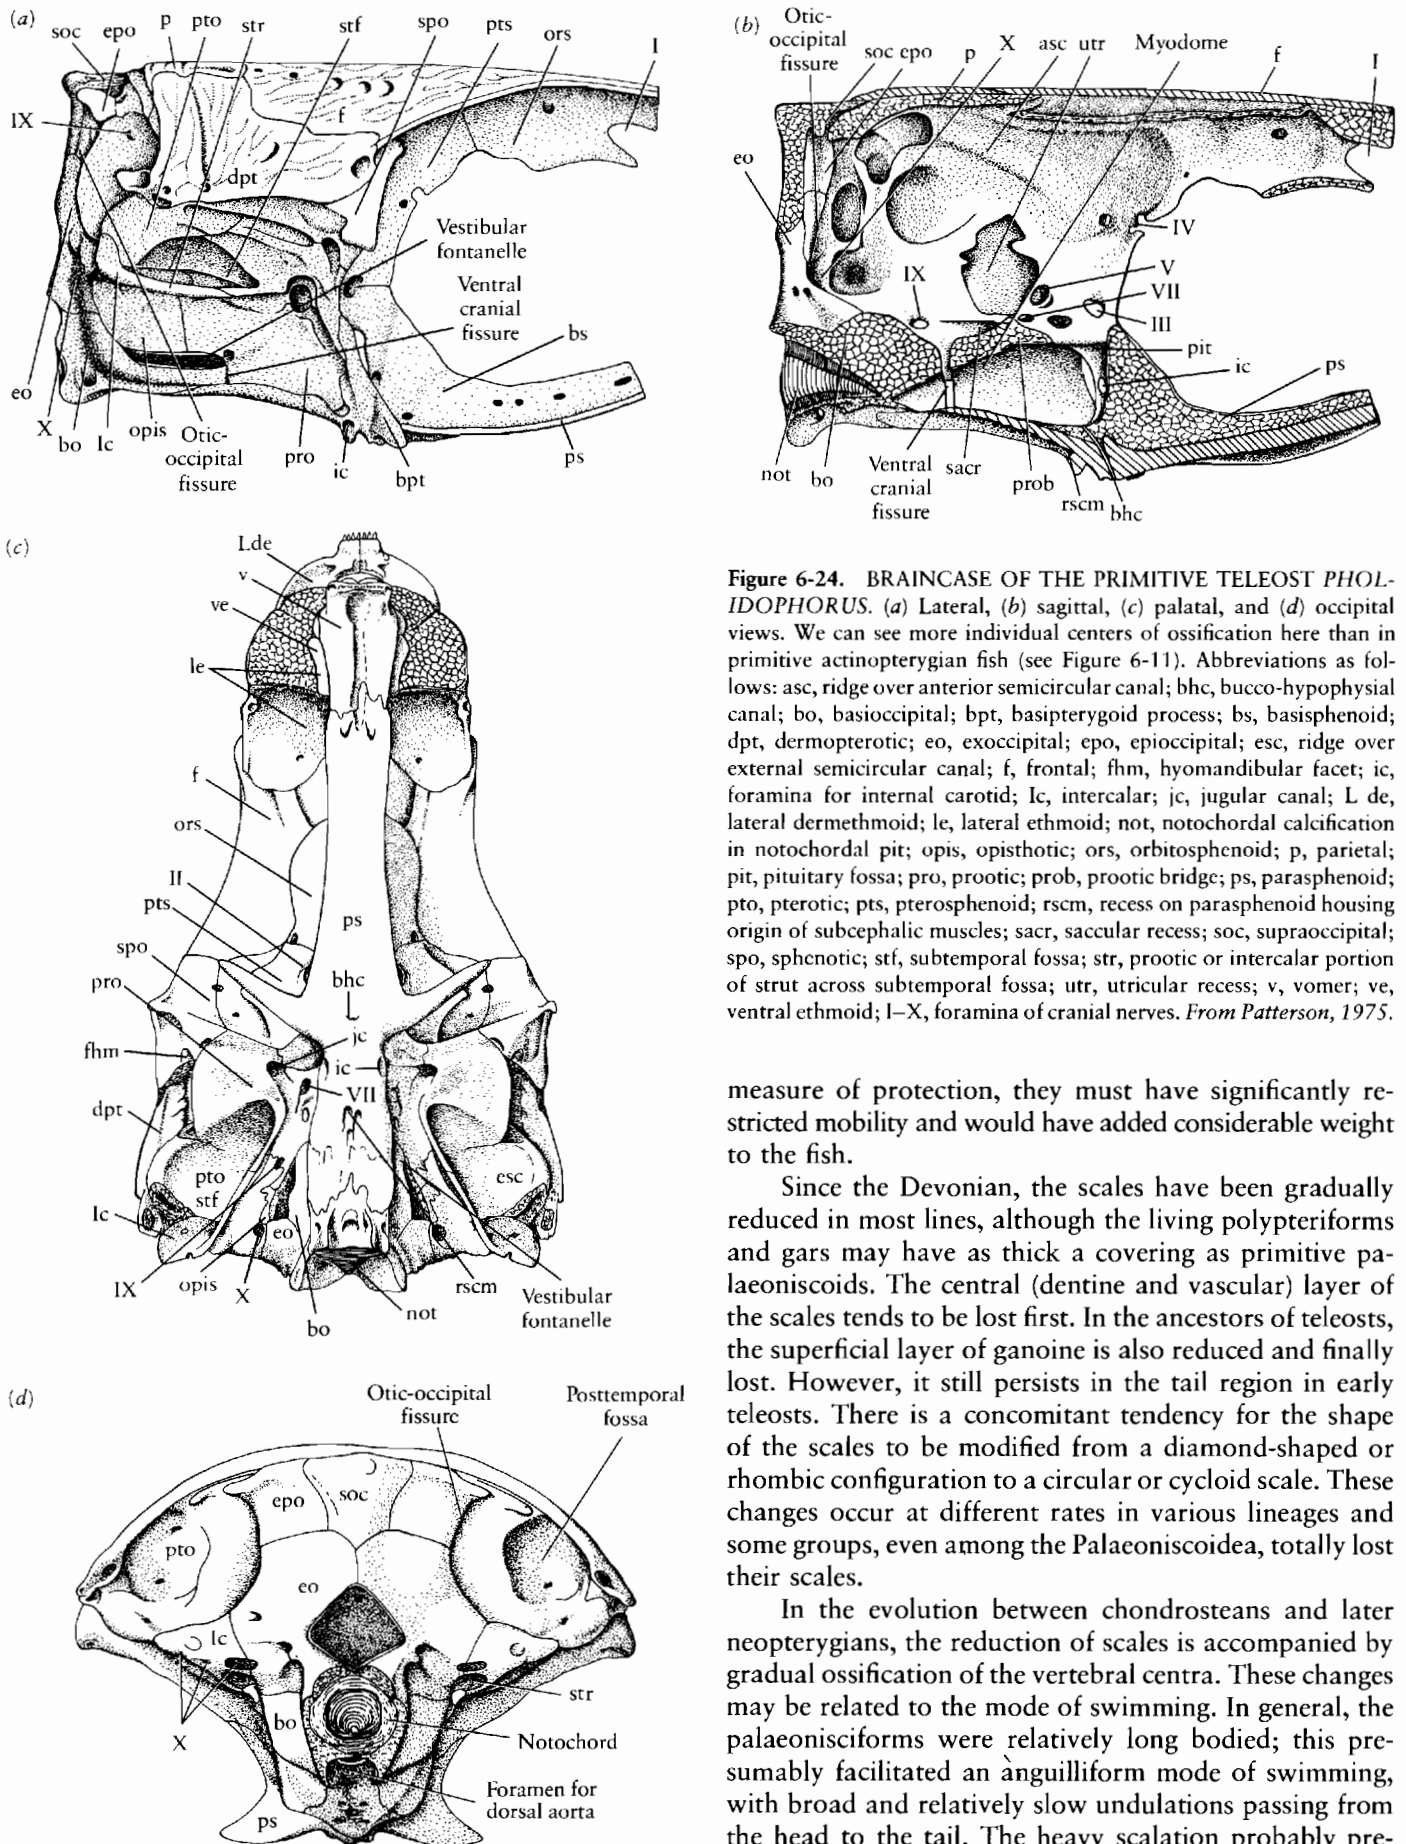 (a)
soc epo p pto str stf spo pts ors I
IX
f
dpt
Vestibular
fontanelle
Ventral
cranial
fissure
bs
eo
X bo Ic opis Otic-
occipital
fissure
pro ic bpt ps
(b)
Otic-
occipital
fissure
soc epo p X asc utr Myodome f I
eo
IV
IX
V
VII
III
pit
ic
ps
not bo Ventral
cranial
fissure
sacr prob rscm bhc
(c)
Lde
v
ve
le
f
ors
II
pts
ps
spo
bhc
pro
jc
fhm
ic
VII
dpt
pto
stf
esc
Ic
eo
IX opis X rscm
Vestibular
fontanelle
not
bo
(d)
Otic-occipital
fissure
Posttemporal
fossa
epo soc
pto
eo
Ic
str
bo
X
Notochord
Foramen for
dorsal aorta
ps
Figure 6-24. BRAINCASE OF THE PRIMITIVE TELEOST PHOL-
IDOPHORUS. (a) Lateral, (b) sagittal, (c) palatal, and (d) occipital
views. We can see more individual centers of ossification here than in
primitive actinopterygian fish (see Figure 6-11). Abbreviations as fol-
lows: asc, ridge over anterior semicircular canal; bhc, bucco-hypophysial
canal; bo, basioccipital; bpt, basipterygoid process; bs, basisphenoid;
dpt, dermopterotic; eo, exoccipital; epo, epioccipital; esc, ridge over
external semicircular canal; f, frontal; fhm, hyomandibular facet; ic,
foramina for internal carotid; Ic, intercalar; jc, jugular canal; L de,
lateral dermethmoid; le, lateral ethmoid; not, notochordal calcification
in notochordal pit; opis, opisthotic; ors, orbitosphenoid; p, parietal;
pit, pituitary fossa; pro, prootic; prob, prootic bridge; ps, parasphenoid;
pto, pterotic; pts, pterosphenoid; rscm, recess on parasphenoid housing
origin of subcephalic muscles; sacr, saccular recess; soc, supraoccipital;
spo, sphenotic; stf, subtemporal fossa; str, prootic or intercalar portion
of strut across subtemporal fossa; utr, utricular recess; v, vomer; ve,
ventral ethmoid; I–X, foramina of cranial nerves. From Patterson, 1975.
measure of protection, they must have significantly re-
stricted mobility and would have added considerable weight
to the fish.
Since the Devonian, the scales have been gradually
reduced in most lines, although the living polypteriforms
and gars may have as thick a covering as primitive pa-
laeoniscoids. The central (dentine and vascular) layer of
the scales tends to be lost first. In the ancestors of teleosts,
the superficial layer of ganoine is also reduced and finally
lost. However, it still persists in the tail region in early
teleosts. There is a concomitant tendency for the shape
of the scales to be modified from a diamond-shaped or
rhombic configuration to a circular or cycloid scale. These
changes occur at different rates in various lineages and
some groups, even among the Palaeoniscoidea, totally lost
their scales.
In the evolution between chondrosteans and later
neopterygians, the reduction of scales is accompanied by
gradual ossification of the vertebral centra. These changes
may be related to the mode of swimming. In general, the
palaeonisciforms were relatively long bodied; this pre-
sumably facilitated an anguilliform mode of swimming,
with broad and relatively slow undulations passing from
the head to the tail. The heavy scalation probably pre-